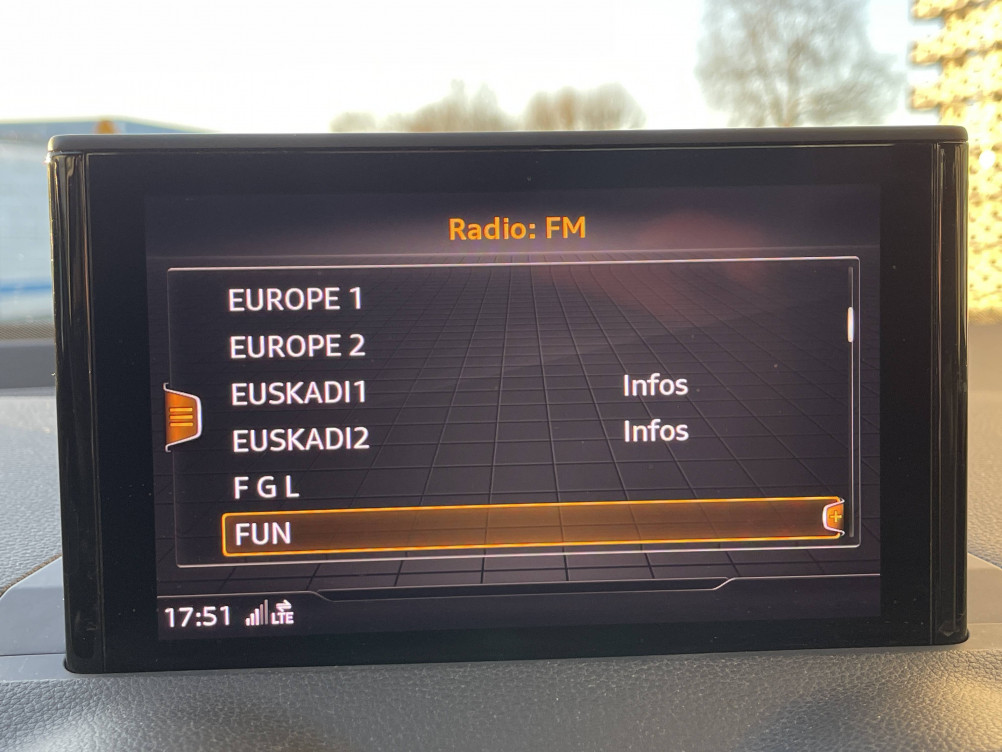 Radio: FM
EUROPE 1
EUROPE 2
EUSKADI1 Infos
EUSKADI2 Infos
F G L
FUN
17:51 LTE